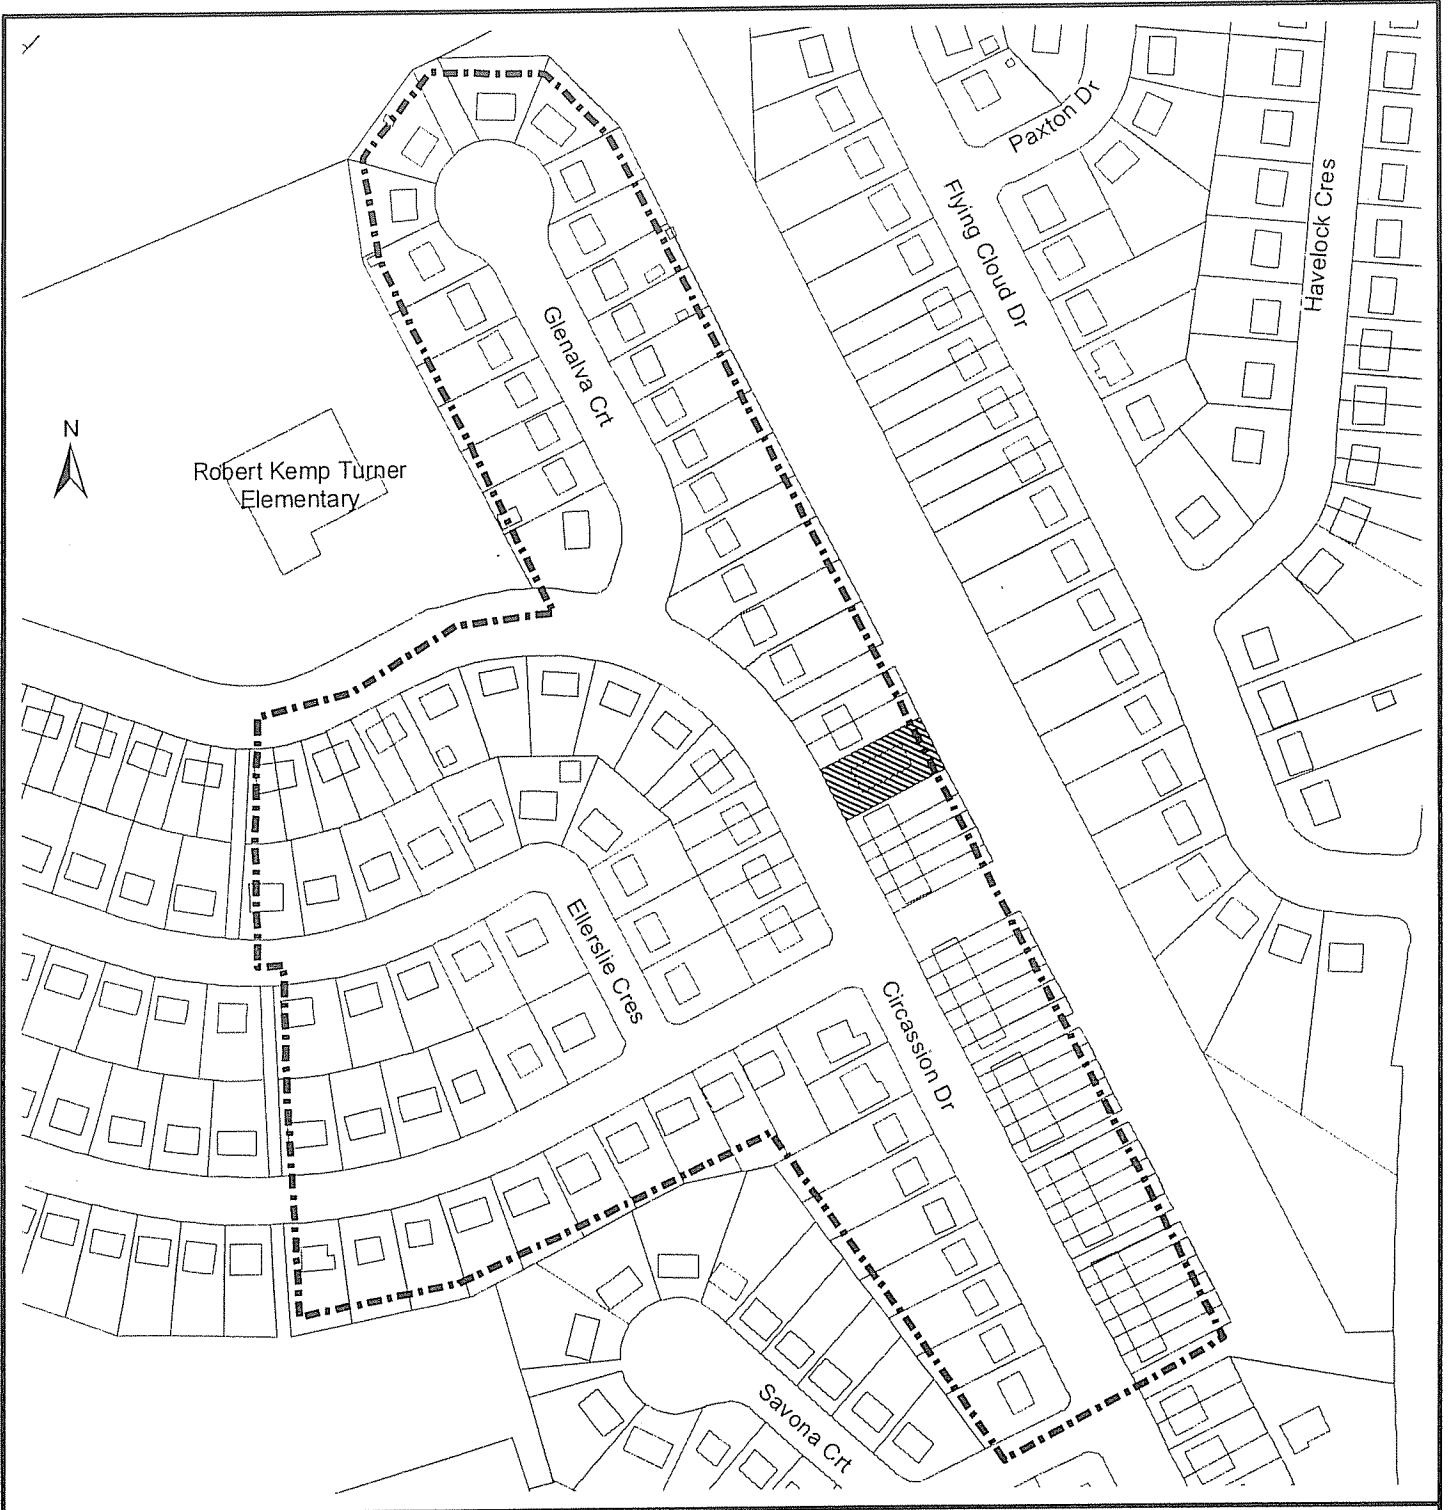 Paxton Dr
Flying Cloud Dr
Havelock Cres
Glenalva Crt
N
Robert Kemp Turner
Elementary
Ellerslie Cres
Circassion Dr
Savona Crt